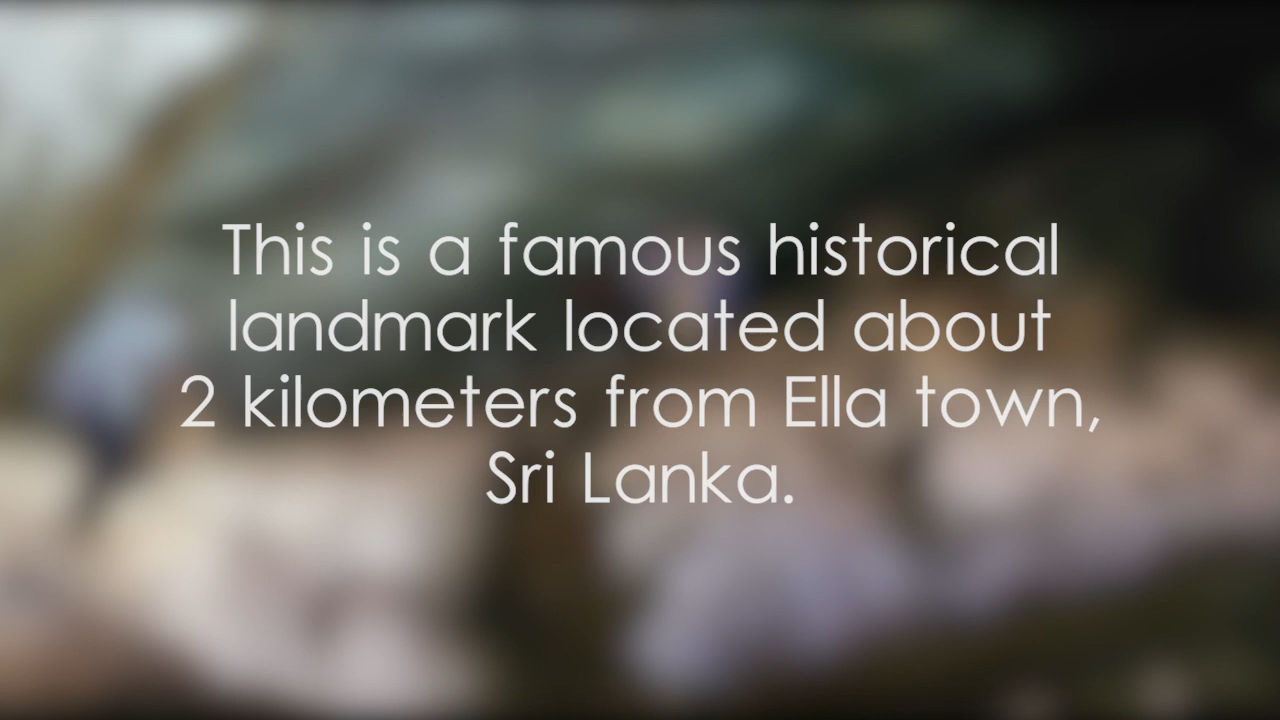 This is a famous historical
landmark located about
2 kilometers from Ella town,
Sri Lanka.